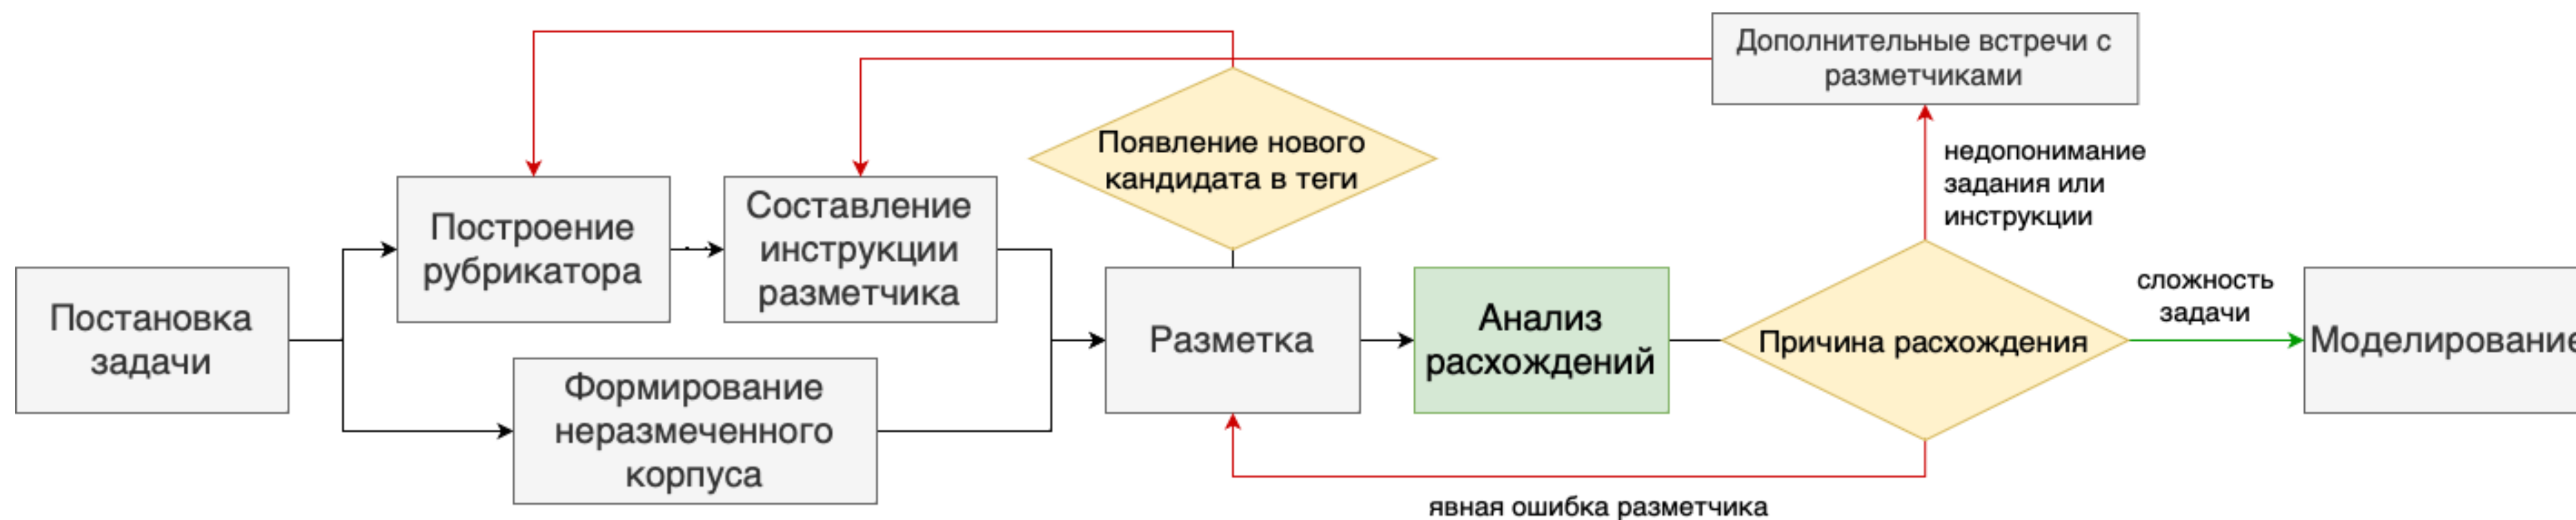 Дополнительные встречи с
разметчиками
Появление нового
кандидата в теги
недопонимание
задания или
инструкции
Построение
рубрикатора
Составление
инструкции
разметчика
Постановка
задачи
Формирование
неразмеченного
корпуса
Разметка
Анализ
расхождений
Причина расхождения
сложность
задачи
Моделирование
явная ошибка разметчика